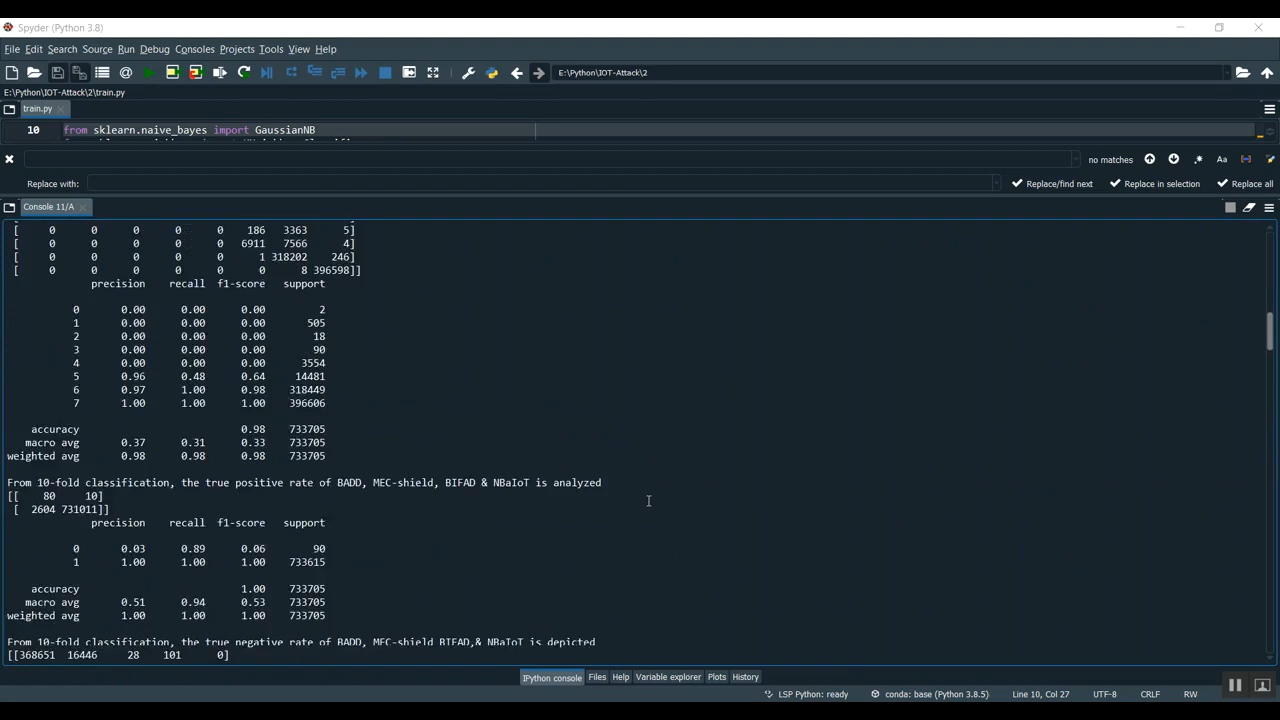 Spyder (Python 3.8)
File Edit Search Source Run Debug Consoles Projects Tools View Help
E:\Python\IOT-Attack\2
E:\Python\IOT-Attack\2\train.py
train.py
10 from sklearn.naive_bayes import GaussianNB
no matches
Aa
Replace with:
Replace/find next Replace in selection Replace all
Console 11/A
[ 0 0 0 0 0 186 3363 5]
[ 0 0 0 0 0 6911 7566 4]
[ 0 0 0 0 0 1 318202 246]
[ 0 0 0 0 0 0 8 396598]]
precision recall f1-score support
0 0.00 0.00 0.00 2
1 0.00 0.00 0.00 505
2 0.00 0.00 0.00 18
3 0.00 0.00 0.00 90
4 0.00 0.00 0.00 3554
5 0.96 0.48 0.64 14481
6 0.97 1.00 0.98 318449
7 1.00 1.00 1.00 396606
accuracy 0.98 733705
macro avg 0.37 0.31 0.33 733705
weighted avg 0.98 0.98 0.98 733705
From 10-fold classification, the true positive rate of BADD, MEC-shield, BIFAD & NBaIoT is analyzed
[[ 80 10]
[ 2604 731011]]
precision recall f1-score support
0 0.03 0.89 0.06 90
1 1.00 1.00 1.00 733615
accuracy 1.00 733705
macro avg 0.51 0.94 0.53 733705
weighted avg 1.00 1.00 1.00 733705
From 10-fold classification, the true negative rate of BADD, MEC-shield BIFAD,& NBaIoT is depicted
[[368651 16446 28 101 0]
IPython console Files Help Variable explorer Plots History
LSP Python: ready conda: base (Python 3.8.5) Line 10, Col 27 UTF-8 CRLF RW